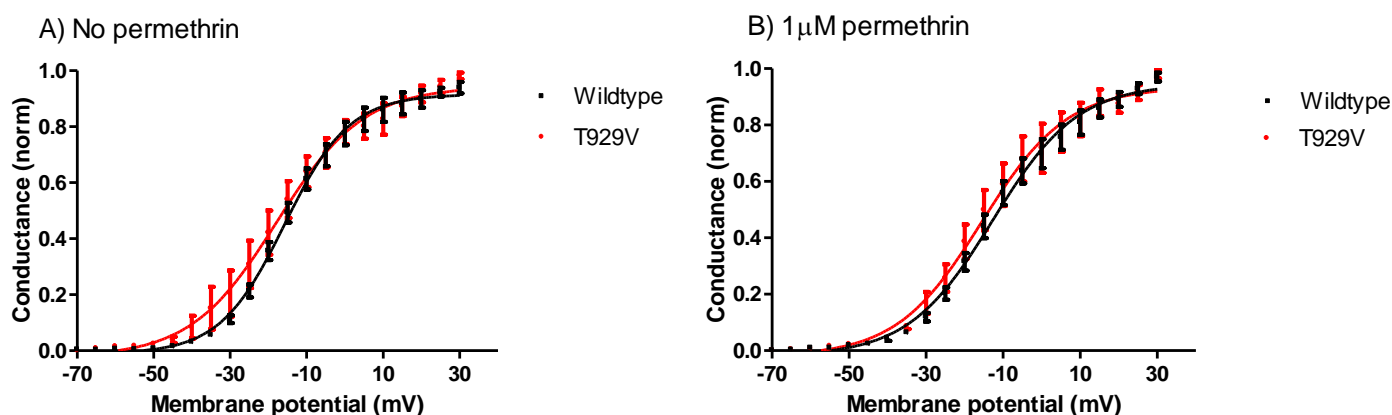 A) No permethrin
1.0
0.8
0.6
0.4
0.2
0.0
Conductance (norm)
-70 -50 -30 -10 10 30
Membrane potential (mV)
Wildtype
T929V
B) 1μM permethrin
1.0
0.8
0.6
0.4
0.2
0.0
Conductance (norm)
-70 -50 -30 -10 10 30
Membrane potential (mV)
Wildtype
T929V